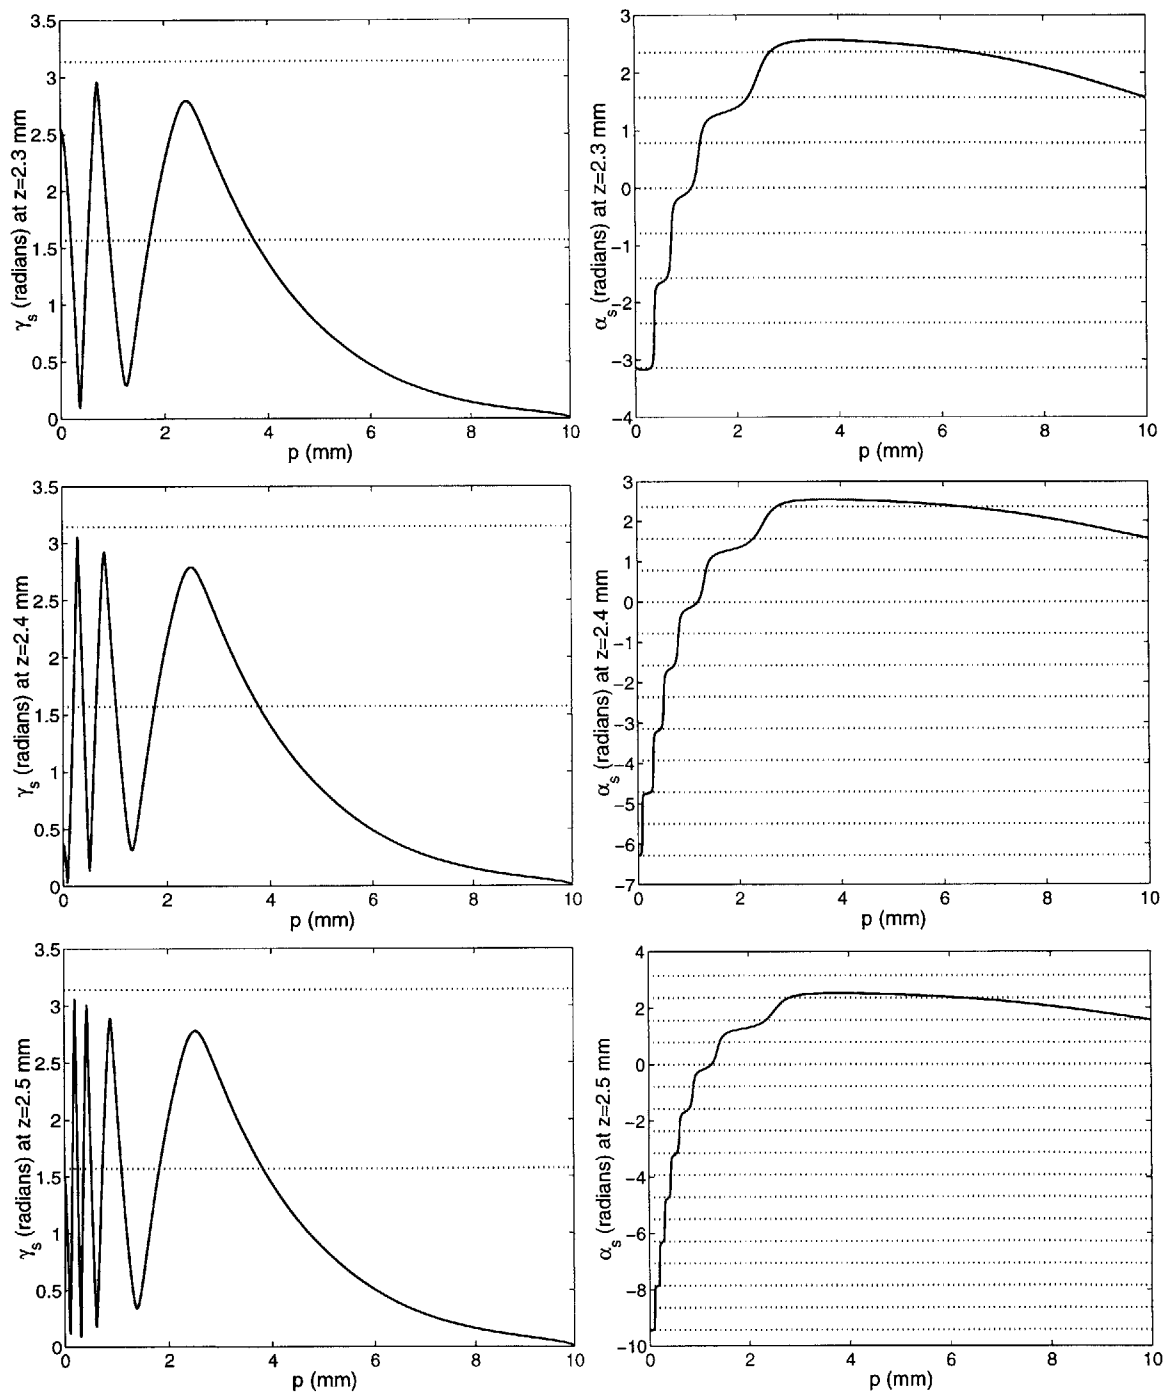 3.5
3
2.5
2
1.5
1
0.5
0
0 2 4 6 8 10
p (mm)
γs (radians) at z=2.3 mm
3
2
1
0
−1
−2
−3
−4
0 2 4 6 8 10
p (mm)
αs (radians) at z=2.3 mm
3.5
3
2.5
2
1.5
1
0.5
0
0 2 4 6 8 10
p (mm)
γs (radians) at z=2.4 mm
3
2
1
0
−1
−2
−3
−4
−5
−6
−7
0 2 4 6 8 10
p (mm)
αs (radians) at z=2.4 mm
3.5
3
2.5
2
1.5
1
0.5
0
0 2 4 6 8 10
p (mm)
γs (radians) at z=2.5 mm
4
2
0
−2
−4
−6
−8
−10
0 2 4 6 8 10
p (mm)
αs (radians) at z=2.5 mm